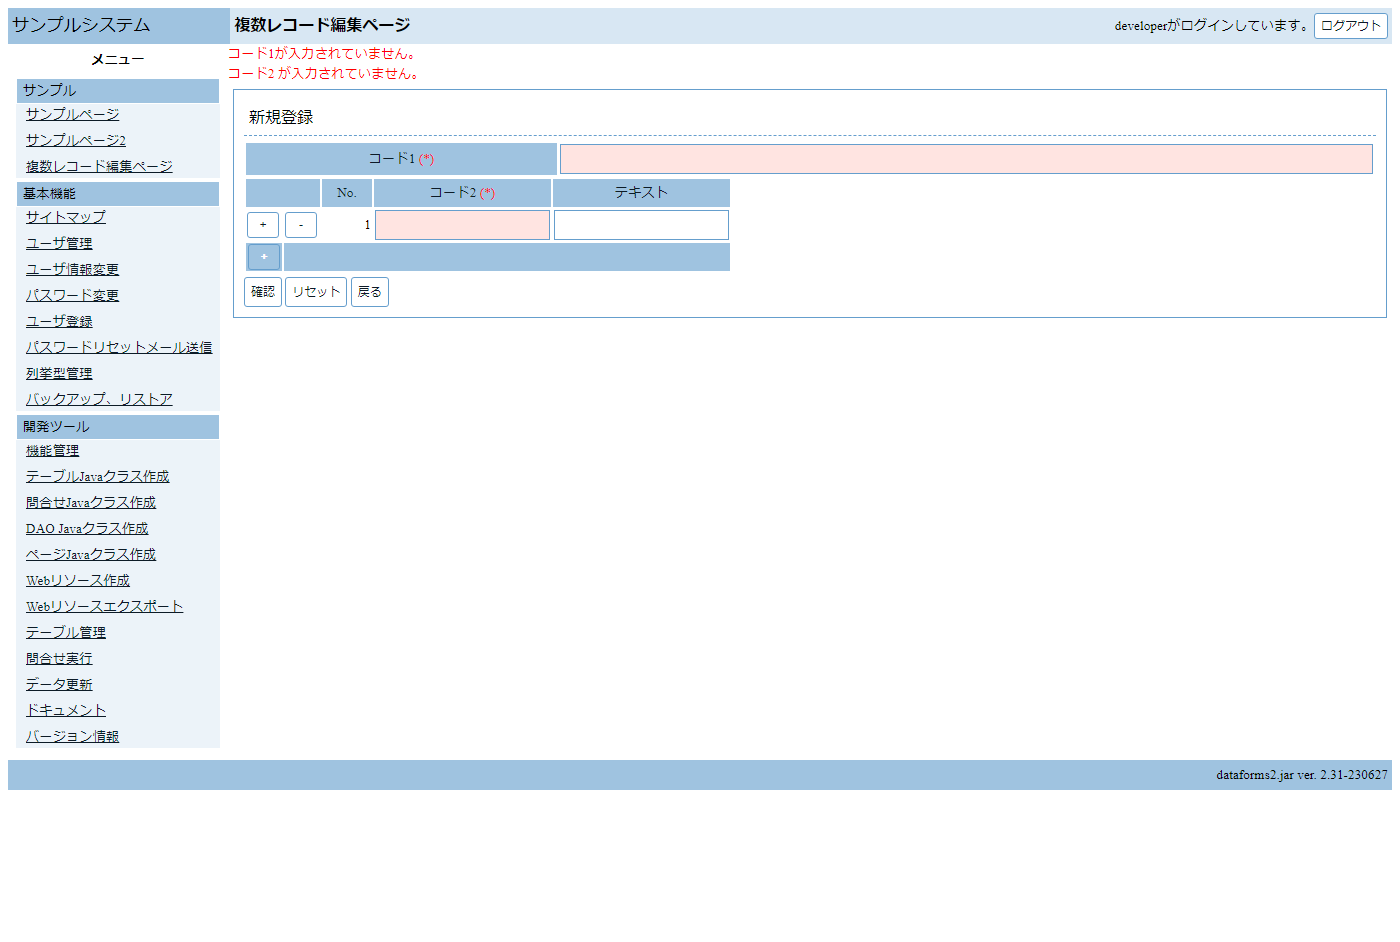 サンプルシステム
複数レコード編集ページ
developerがログインしています。 ログアウト
メニュー
サンプル
サンプルページ
サンプルページ2
複数レコード編集ページ
基本機能
サイトマップ
ユーザ管理
ユーザ情報変更
パスワード変更
ユーザ登録
パスワードリセットメール送信
列挙型管理
バックアップ、リストア
開発ツール
機能管理
テーブルJavaクラス作成
問合せJavaクラス作成
DAO Javaクラス作成
ページJavaクラス作成
Webリソース作成
Webリソースエクスポート
テーブル管理
問合せ実行
データ更新
ドキュメント
バージョン情報
コード1が入力されていません。
コード2 が入力されていません。
新規登録
コード1 (*)
No. コード2 (*) テキスト
+ - 1
+
確認 リセット 戻る
dataforms2.jar ver. 2.31-230627